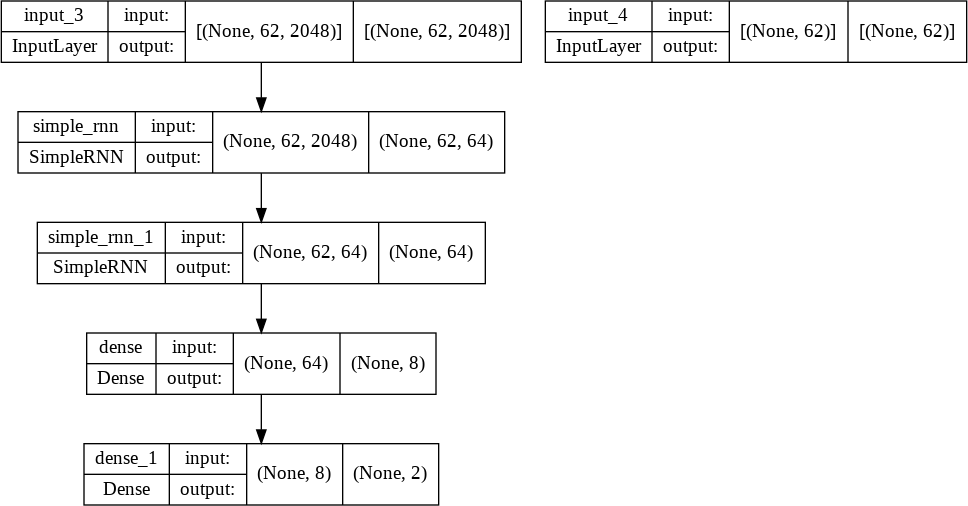 input_3
input:
[(None, 62, 2048)]
[(None, 62, 2048)]
InputLayer
output:
input_4
input:
[(None, 62)]
[(None, 62)]
InputLayer
output:
simple_rnn
input:
(None, 62, 2048)
(None, 62, 64)
SimpleRNN
output:
simple_rnn_1
input:
(None, 62, 64)
(None, 64)
SimpleRNN
output:
dense
input:
(None, 64)
(None, 8)
Dense
output:
dense_1
input:
(None, 8)
(None, 2)
Dense
output: